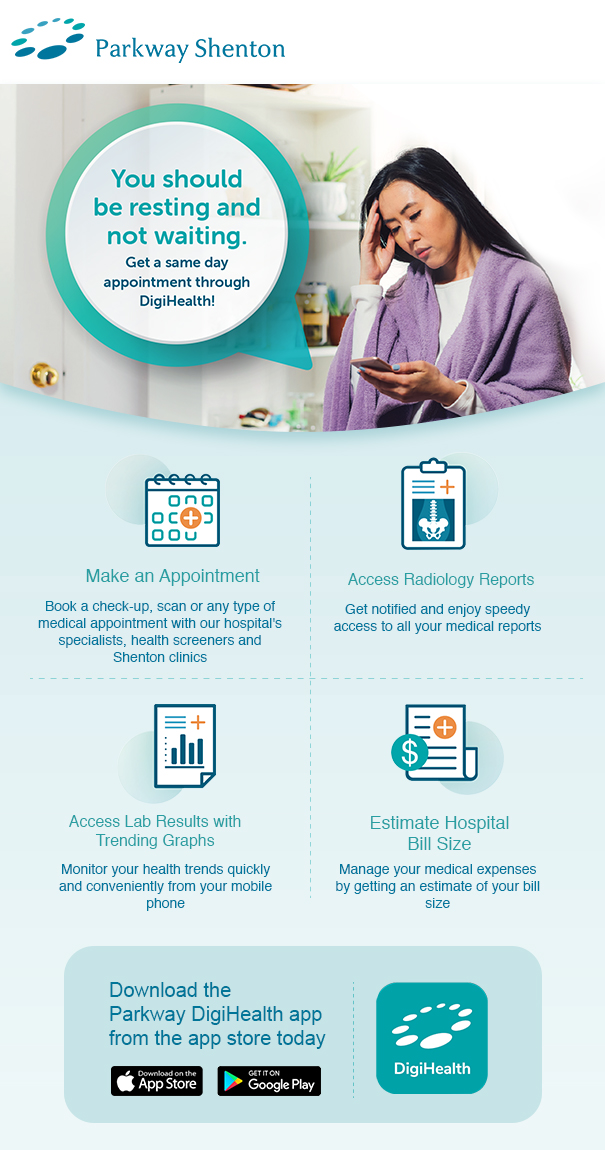 Parkway Shenton
You should
be resting and
not waiting.
Get a same day
appointment through
DigiHealth!
Make an Appointment
Book a check-up, scan or any type of
medical appointment with our hospital's
specialists, health screeners and
Shenton clinics
Access Radiology Reports
Get notified and enjoy speedy
access to all your medical reports
Access Lab Results with
Trending Graphs
Monitor your health trends quickly
and conveniently from your mobile
phone
$
Estimate Hospital
Bill Size
Manage your medical expenses
by getting an estimate of your bill
size
Download the
Parkway DigiHealth app
from the app store today
Download on the
App Store
GET IT ON
Google Play
DigiHealth